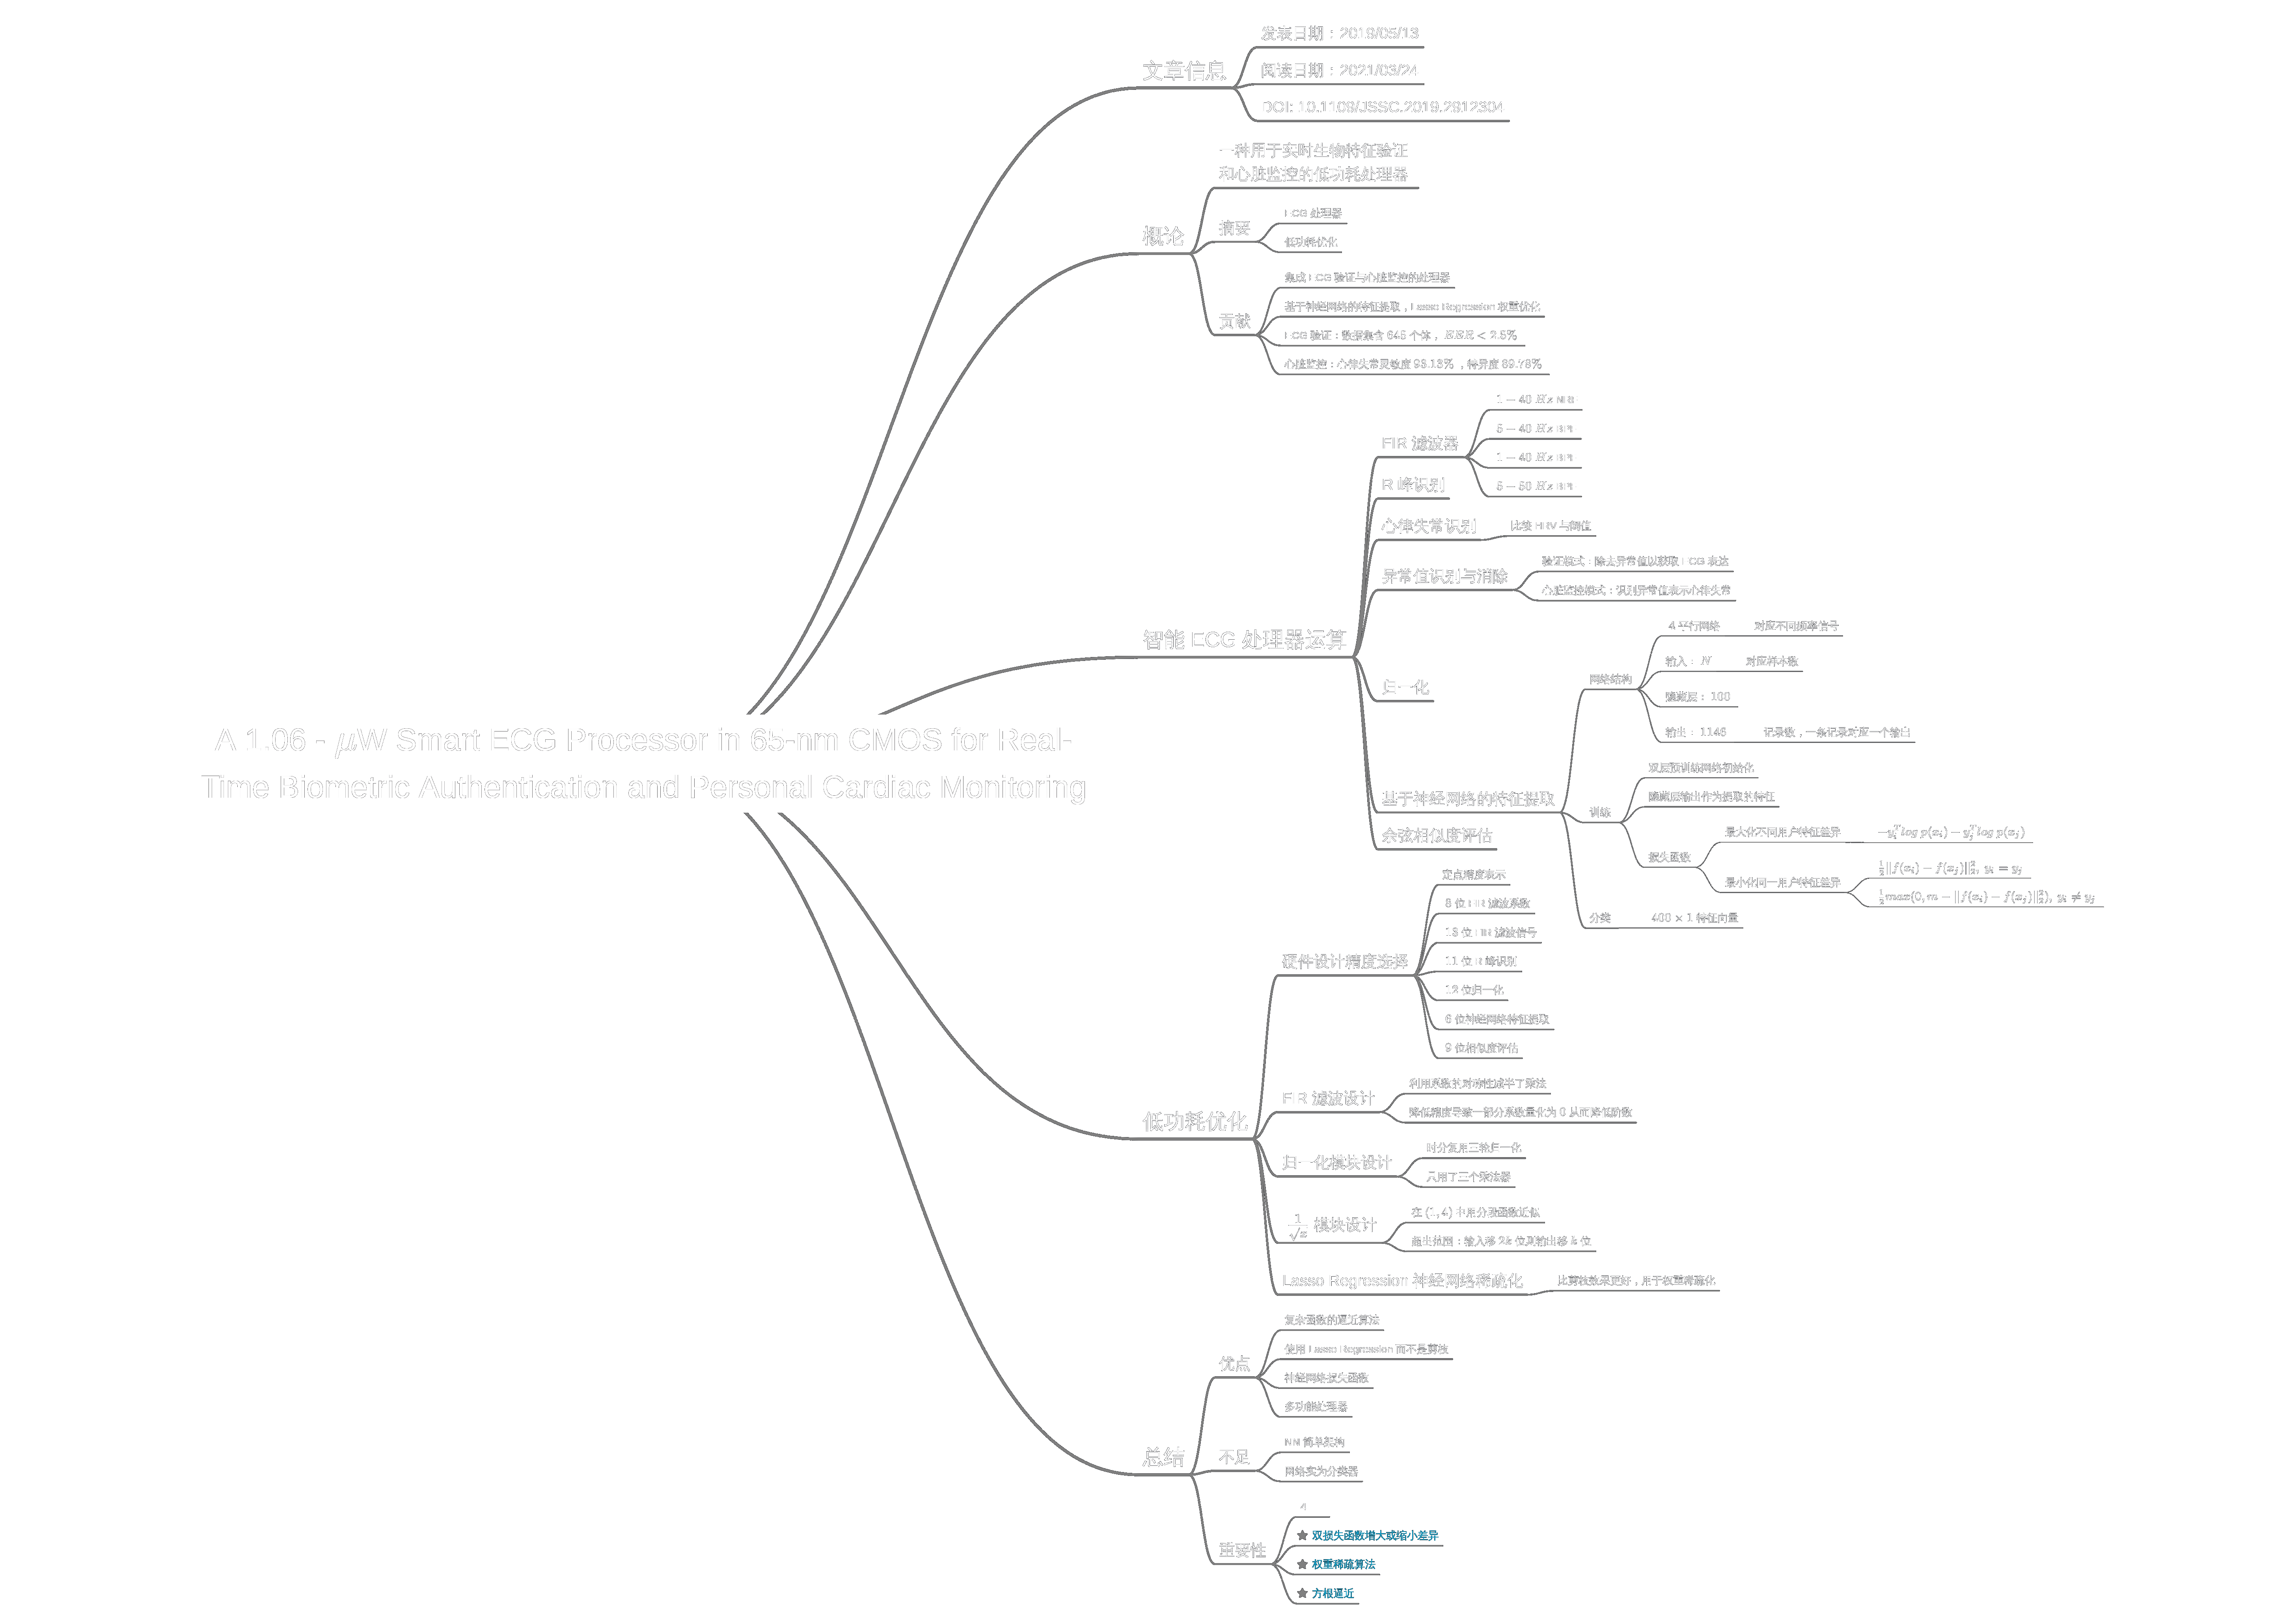 A 1.06 - μW Smart ECG Processor in 65-nm CMOS for Real-
Time Biometric Authentication and Personal Cardiac Monitoring
文章信息
发表日期：2019/05/13
阅读日期：2021/03/24
DOI: 10.1109/JSSC.2019.2912304
概论
一种用于实时生物特征验证
和心脏监控的低功耗处理器
摘要
ECG 处理器
低功耗优化
贡献
集成 ECG 验证与心脏监控的处理器
基于神经网络的特征提取，Lasso Regression 权重优化
ECG 验证：数据集含 645 个体， EER < 2.5%
心脏监控：心律失常灵敏度 93.13% ，特异度 89.78%
智能 ECG 处理器运算
FIR 滤波器
1 − 40 Hz NRF
5 − 40 Hz BPF
1 − 40 Hz BPF
5 − 50 Hz BPF
R 峰识别
心律失常识别
比较 HRV 与阈值
异常值识别与消除
验证模式：除去异常值以获取 ECG 表达
心脏监控模式：识别异常值表示心律失常
归一化
基于神经网络的特征提取
网络结构
4 平行网络
对应不同频率信号
输入： N
对应样本数
隐藏层： 100
输出： 1146
记录数，一条记录对应一个输出
训练
双层预训练网络初始化
隐藏层输出作为提取的特征
损失函数
最大化不同用户特征差异
−y_i^T log p(x_i) − y_j^T log p(x_j)
最小化同一用户特征差异
½||f(x_i) − f(x_j)||₂², y_i = y_j
½max(0, m − ||f(x_i) − f(x_j)||₂²), y_i ≠ y_j
分类
400 × 1 特征向量
余弦相似度评估
低功耗优化
硬件设计精度选择
定点精度表示
8 位 FIR 滤波系数
13 位 FIR 滤波信号
11 位 R 峰识别
12 位归一化
6 位神经网络特征提取
9 位相似度评估
FIR 滤波设计
利用系数的对称性减半了乘法
降低精度导致一部分系数量化为 0 从而降低阶数
归一化模块设计
时分复用三轮归一化
只用了三个乘法器
1/√x 模块设计
在 (1, 4) 中用分段函数近似
超出范围：输入移 2k 位则输出移 k 位
Lasso Regression 神经网络稀疏化
比剪枝效果更好，用于权重稀疏化
总结
优点
复杂函数的逼近算法
使用 Lasso Regression 而不是剪枝
神经网络损失函数
多功能处理器
不足
NN 简单架构
网络实为分类器
重要性
4
★ 双损失函数增大或缩小差异
★ 权重稀疏算法
★ 方根逼近